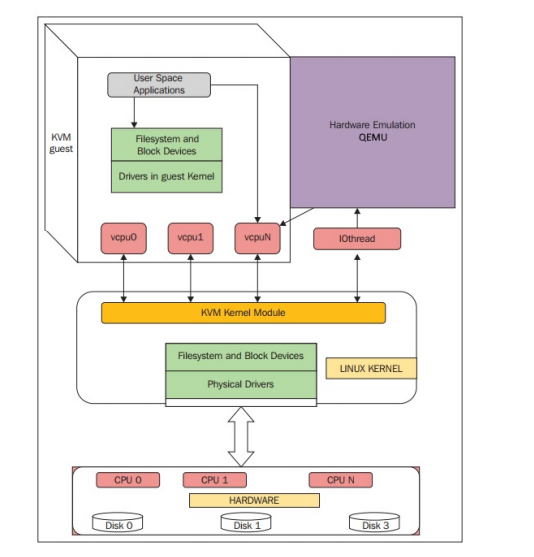 User Space
Applications
KVM
guest
Filesystem and
Block Devices
Drivers in guest Kernel
Hardware Emulation
QEMU
vcpu0
vcpu1
vcpuN
IOthread
KVM Kernel Module
Filesystem and Block Devices
Physical Drivers
LINUX KERNEL
CPU 0
CPU 1
CPU N
HARDWARE
Disk 0
Disk 1
Disk 3